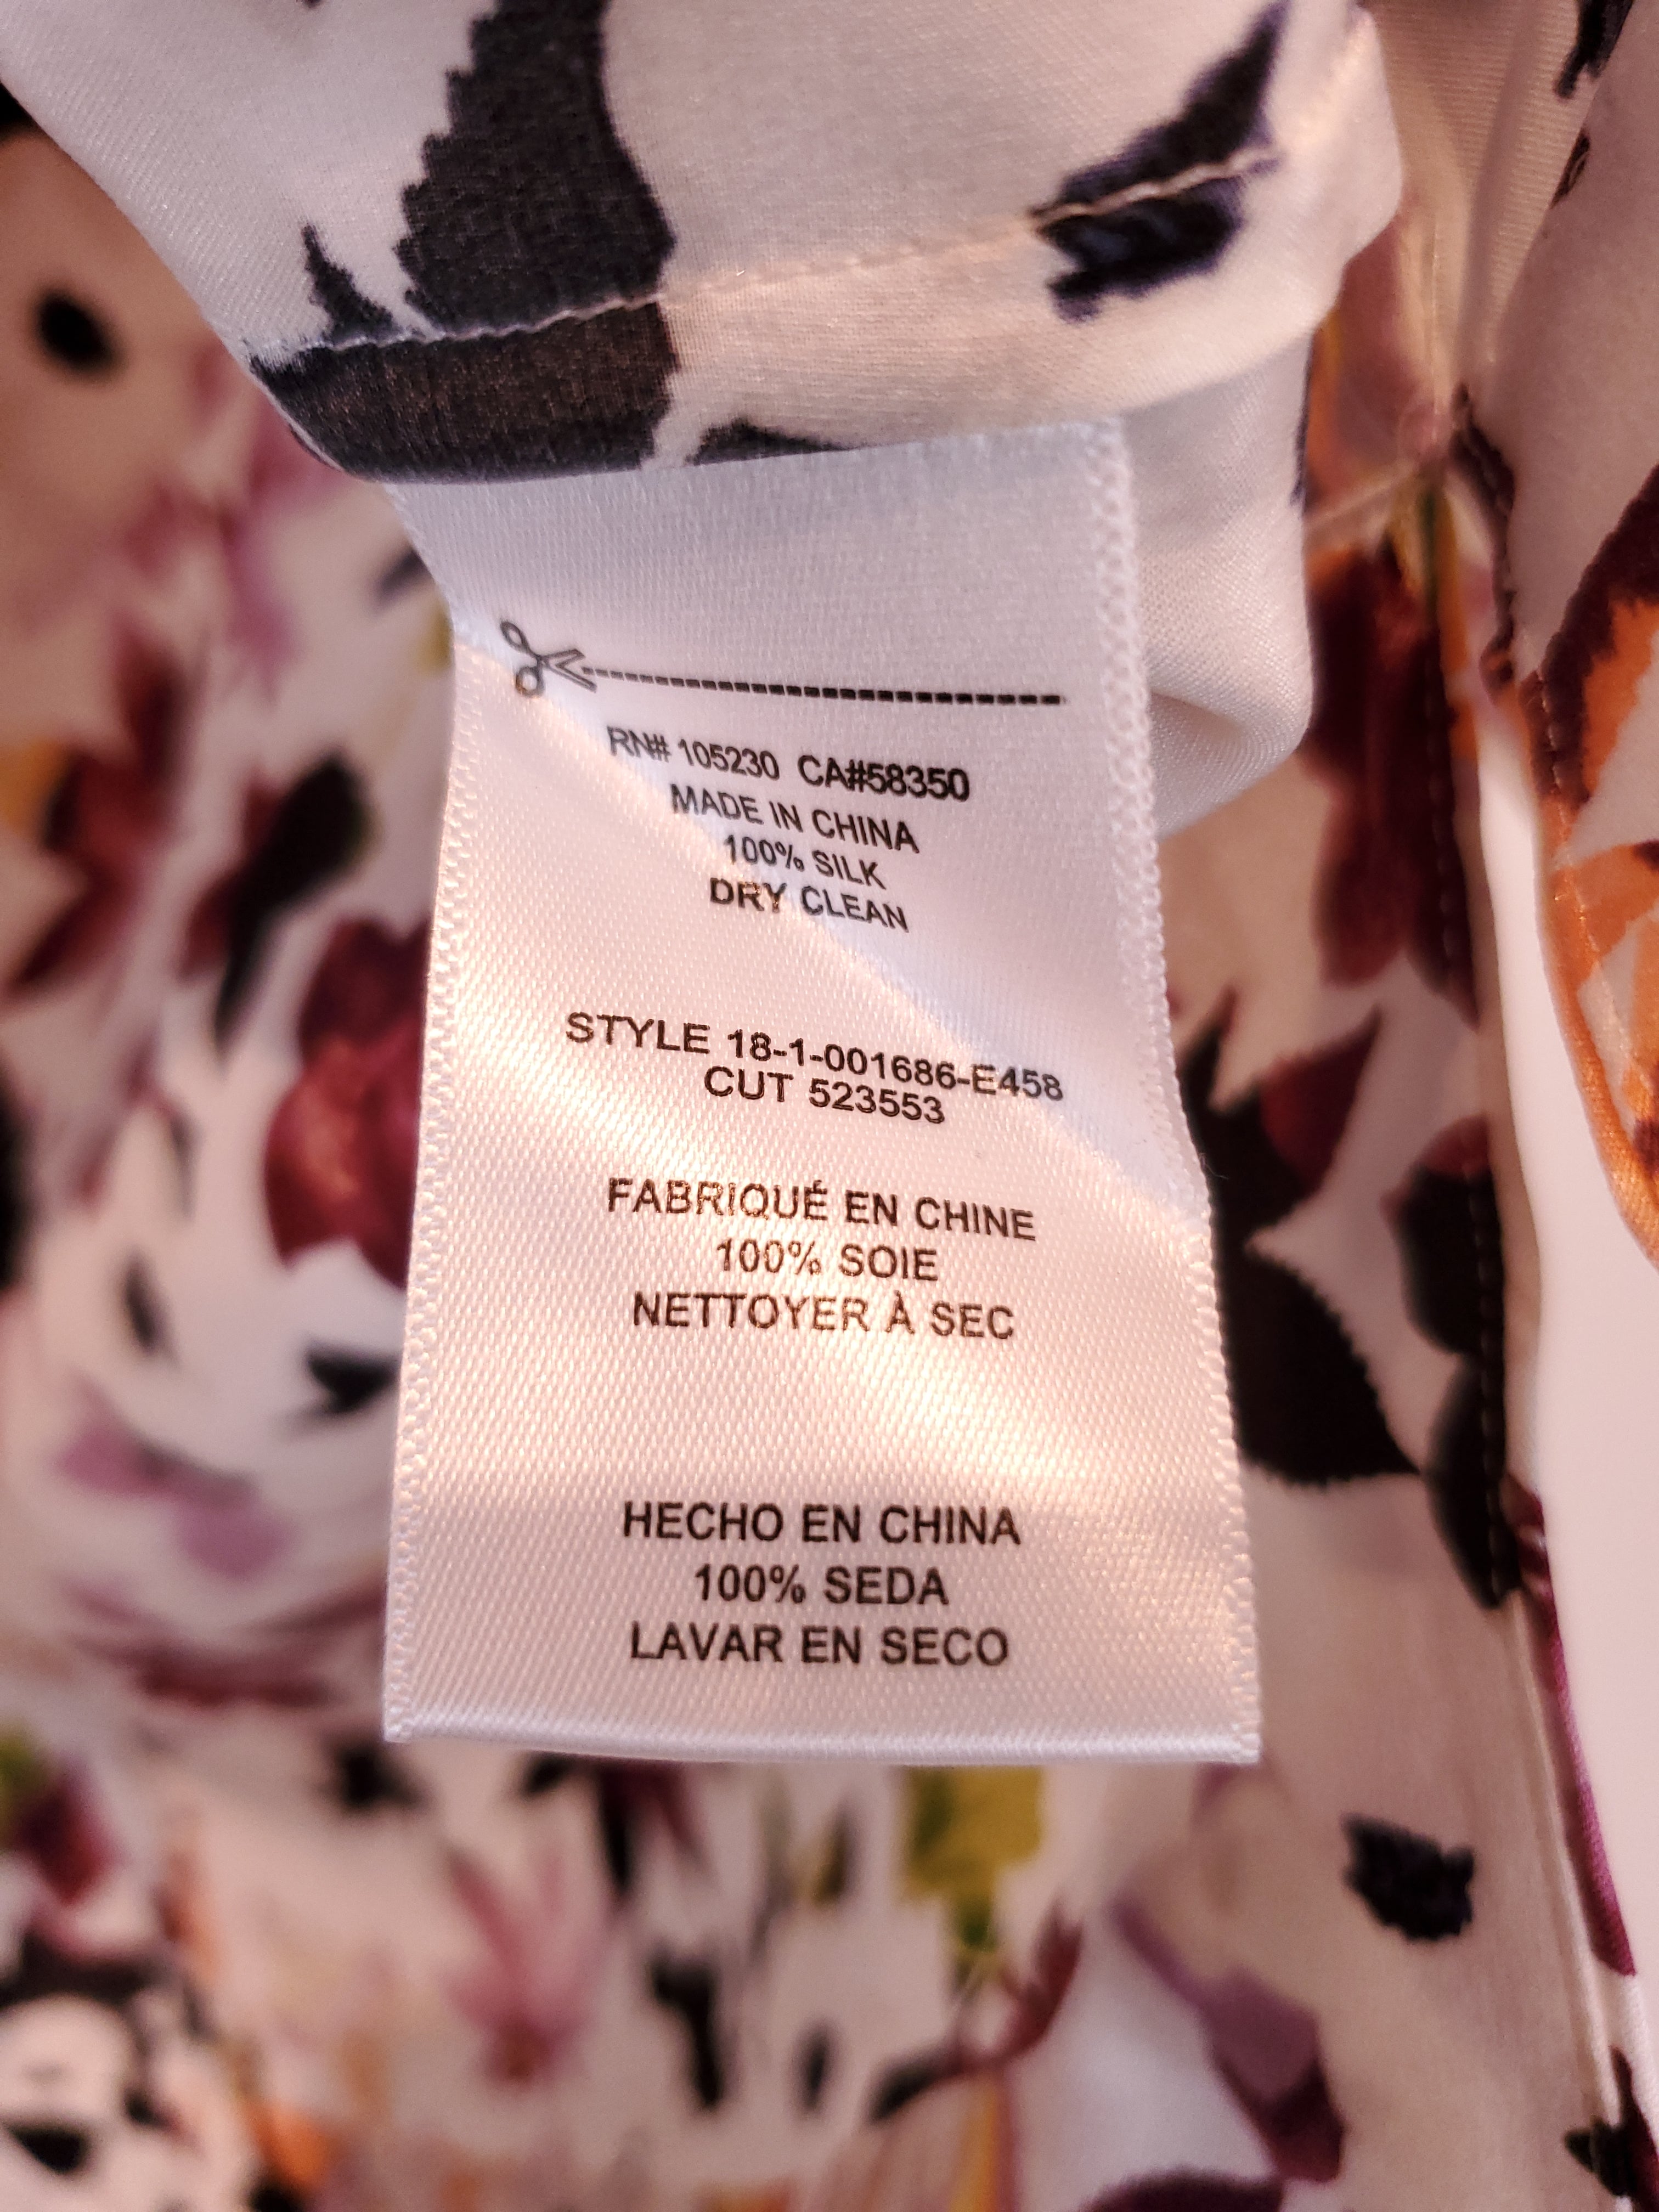 RN# 105230 CA#58350
MADE IN CHINA
100% SILK
DRY CLEAN
STYLE 18-1-001686-E458
CUT 523553
FABRIQUÉ EN CHINE
100% SOIE
NETTOYER À SEC
HECHO EN CHINA
100% SEDA
LAVAR EN SECO